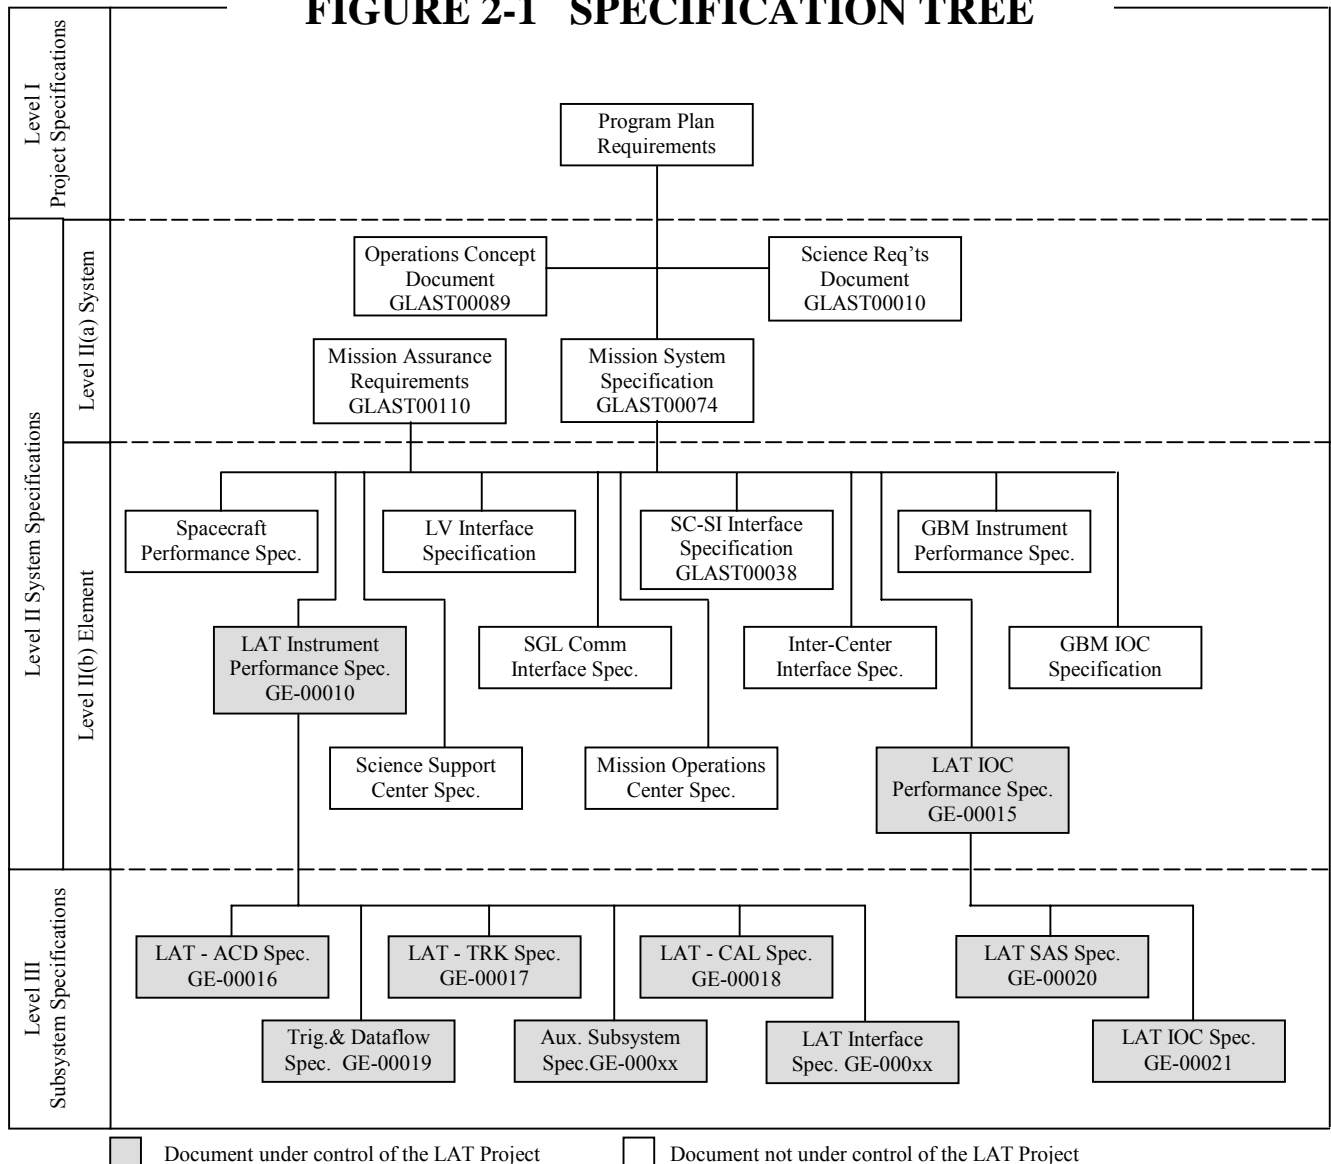 FIGURE 2-1 SPECIFICATION TREE
Level I
Project Specifications
Program Plan
Requirements
Level II System Specifications
Level II(a) System
Operations Concept
Document
GLAST00089
Science Req'ts
Document
GLAST00010
Mission Assurance
Requirements
GLAST00110
Mission System
Specification
GLAST00074
Level II(b) Element
Spacecraft
Performance Spec.
LV Interface
Specification
SC-SI Interface
Specification
GLAST00038
GBM Instrument
Performance Spec.
LAT Instrument
Performance Spec.
GE-00010
SGL Comm
Interface Spec.
Inter-Center
Interface Spec.
GBM IOC
Specification
Science Support
Center Spec.
Mission Operations
Center Spec.
LAT IOC
Performance Spec.
GE-00015
Level III
Subsystem Specifications
LAT - ACD Spec.
GE-00016
LAT - TRK Spec.
GE-00017
LAT - CAL Spec.
GE-00018
LAT SAS Spec.
GE-00020
Trig.& Dataflow
Spec. GE-00019
Aux. Subsystem
Spec.GE-000xx
LAT Interface
Spec. GE-000xx
LAT IOC Spec.
GE-00021
Document under control of the LAT Project
Document not under control of the LAT Project